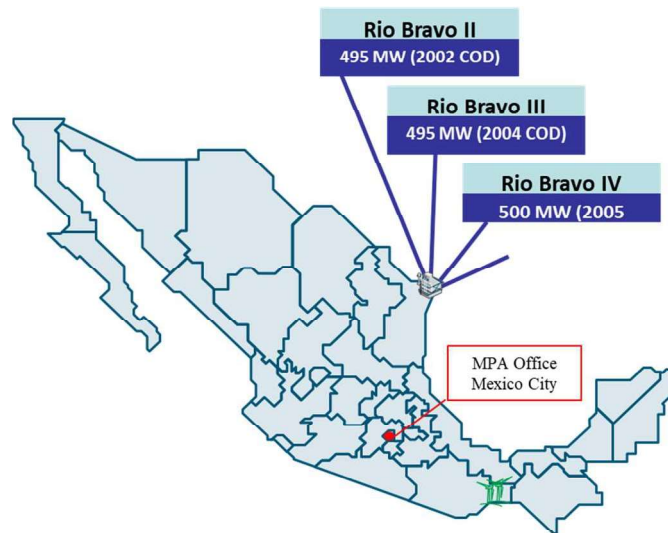 Rio Bravo II
495 MW (2002 COD)
Rio Bravo III
495 MW (2004 COD)
Rio Bravo IV
500 MW (2005
MPA Office
Mexico City